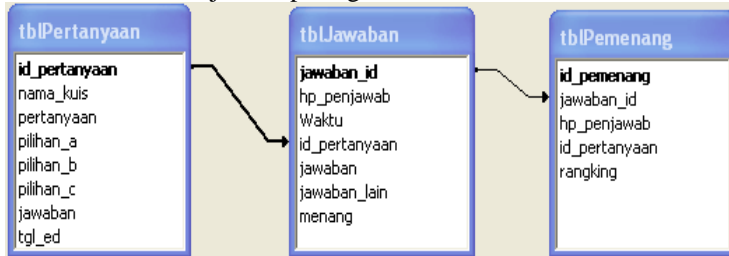 tblPertanyaan
id_pertanyaan
nama_kuis
pertanyaan
pilihan_a
pilihan_b
pilihan_c
jawaban
tgl_ed
tblJawaban
jawaban_id
hp_penjawab
Waktu
id_pertanyaan
jawaban
jawaban_lain
menang
tblPemenang
id_pemenang
jawaban_id
hp_penjawab
id_pertanyaan
rangking